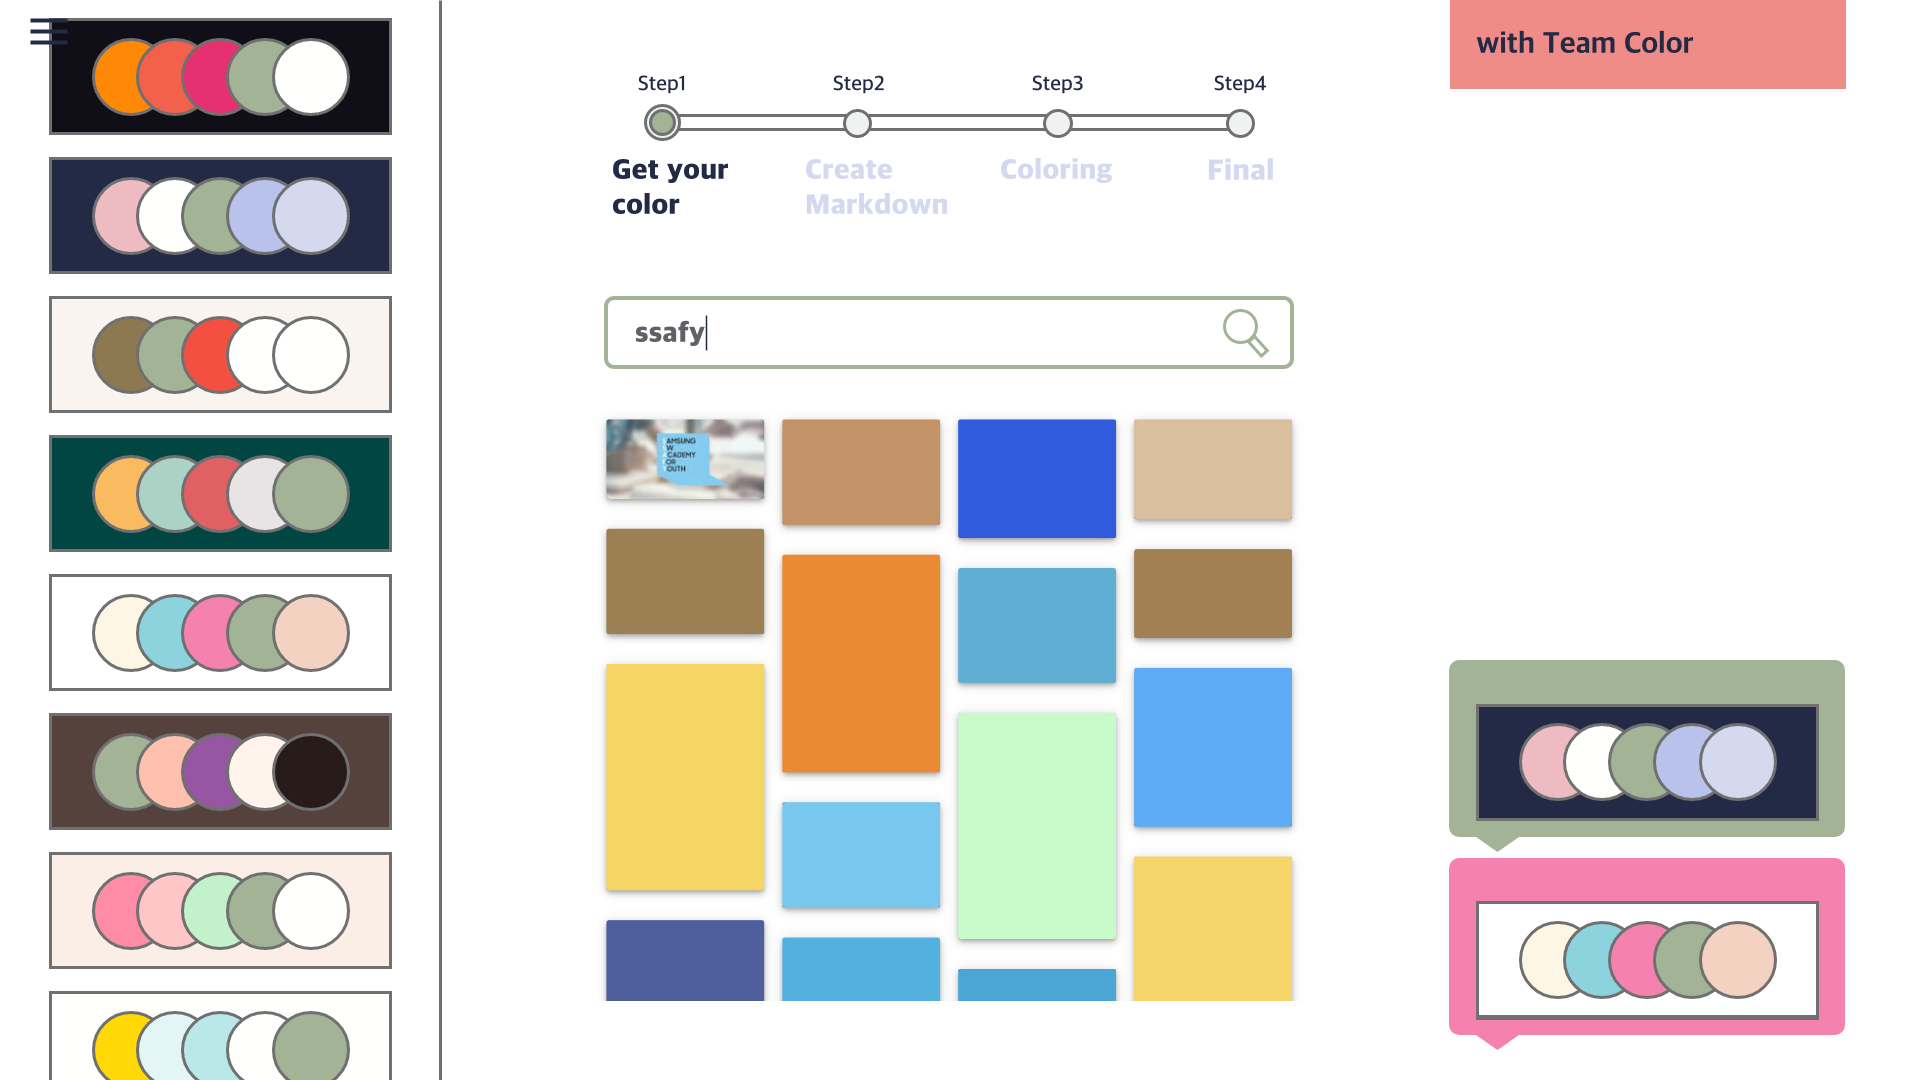 with Team Color
Step1 Step2 Step3 Step4
Get your color
Create Markdown
Coloring
Final
ssafy
AMSUNG
W
CADEMY
OR
OUTH